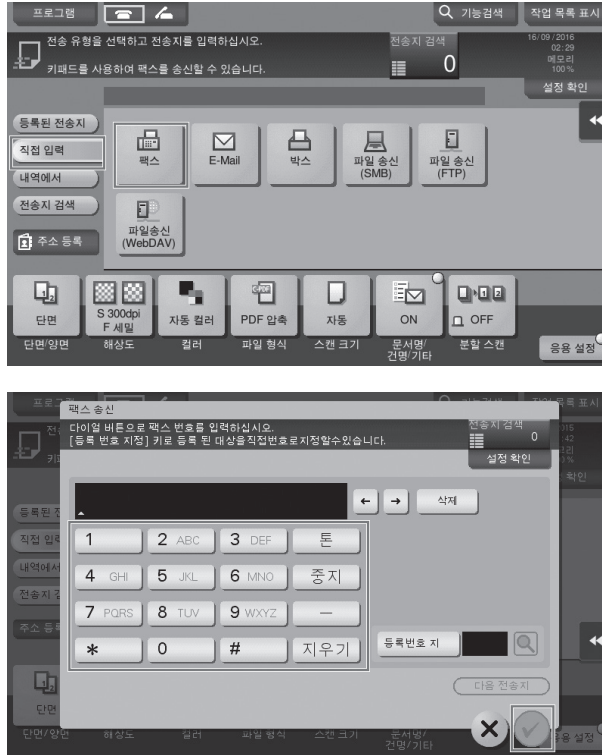 프로그램
기능검색
작업 목록 표시
전송 유형을 선택하고 전송지를 입력하십시오.
키패드를 사용하여 팩스를 송신할 수 있습니다.
전송지 검색
0
16/09/2016
02:29
메모리
100%
설정 확인
등록된 전송지
직접 입력
내역에서
전송지 검색
주소 등록
팩스
E-Mail
박스
파일 송신
(SMB)
파일 송신
(FTP)
파일송신
(WebDAV)
단면
S 300dpi
F 세밀
자동 컬러
PDF 압축
자동
ON
OFF
단면/양면
해상도
컬러
파일 형식
스캔 크기
문서명/
건명/기타
분할 스캔
응용 설정
팩스 송신
다이얼 버튼으로 팩스 번호를 입력하십시오.
[등록 번호 지정] 키로 등록 된 대상을직접번호로지정할수있습니다.
전송지 검색
0
설정 확인
← → 삭제
1 2 ABC 3 DEF 톤
4 GHI 5 JKL 6 MNO 중지
7 PQRS 8 TUV 9 WXYZ —
* 0 # 지우기
등록번호 지
다음 전송지
단면
단면/양면
해상도
컬러
파일 형식
스캔 크기
문서명/
건명/기타
응용 설정